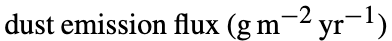 dust emission flux (g m⁻² yr⁻¹)